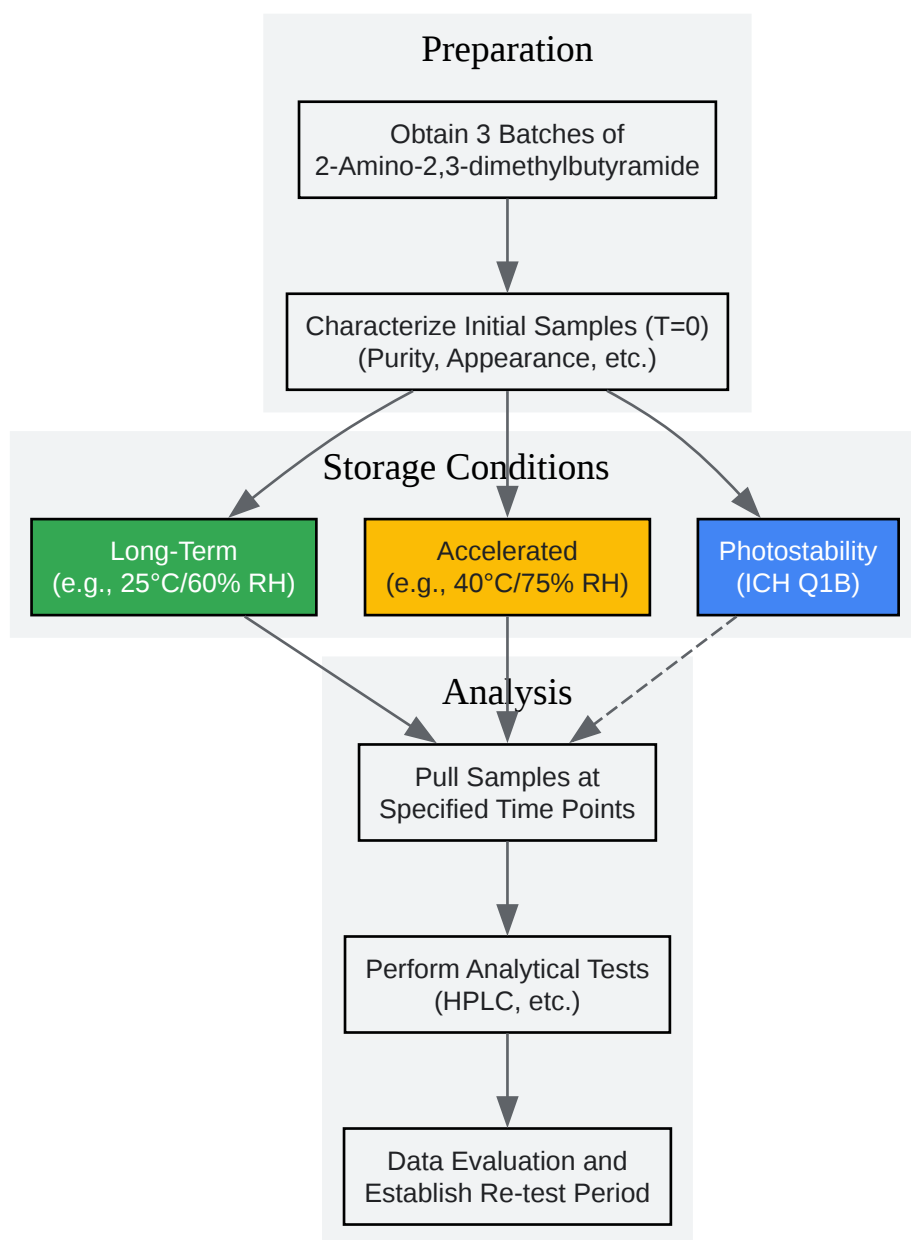 Preparation
Obtain 3 Batches of
2-Amino-2,3-dimethylbutyramide
Characterize Initial Samples (T=0)
(Purity, Appearance, etc.)
Storage Conditions
Long-Term
(e.g., 25°C/60% RH)
Accelerated
(e.g., 40°C/75% RH)
Photostability
(ICH Q1B)
Analysis
Pull Samples at
Specified Time Points
Perform Analytical Tests
(HPLC, etc.)
Data Evaluation and
Establish Re-test Period